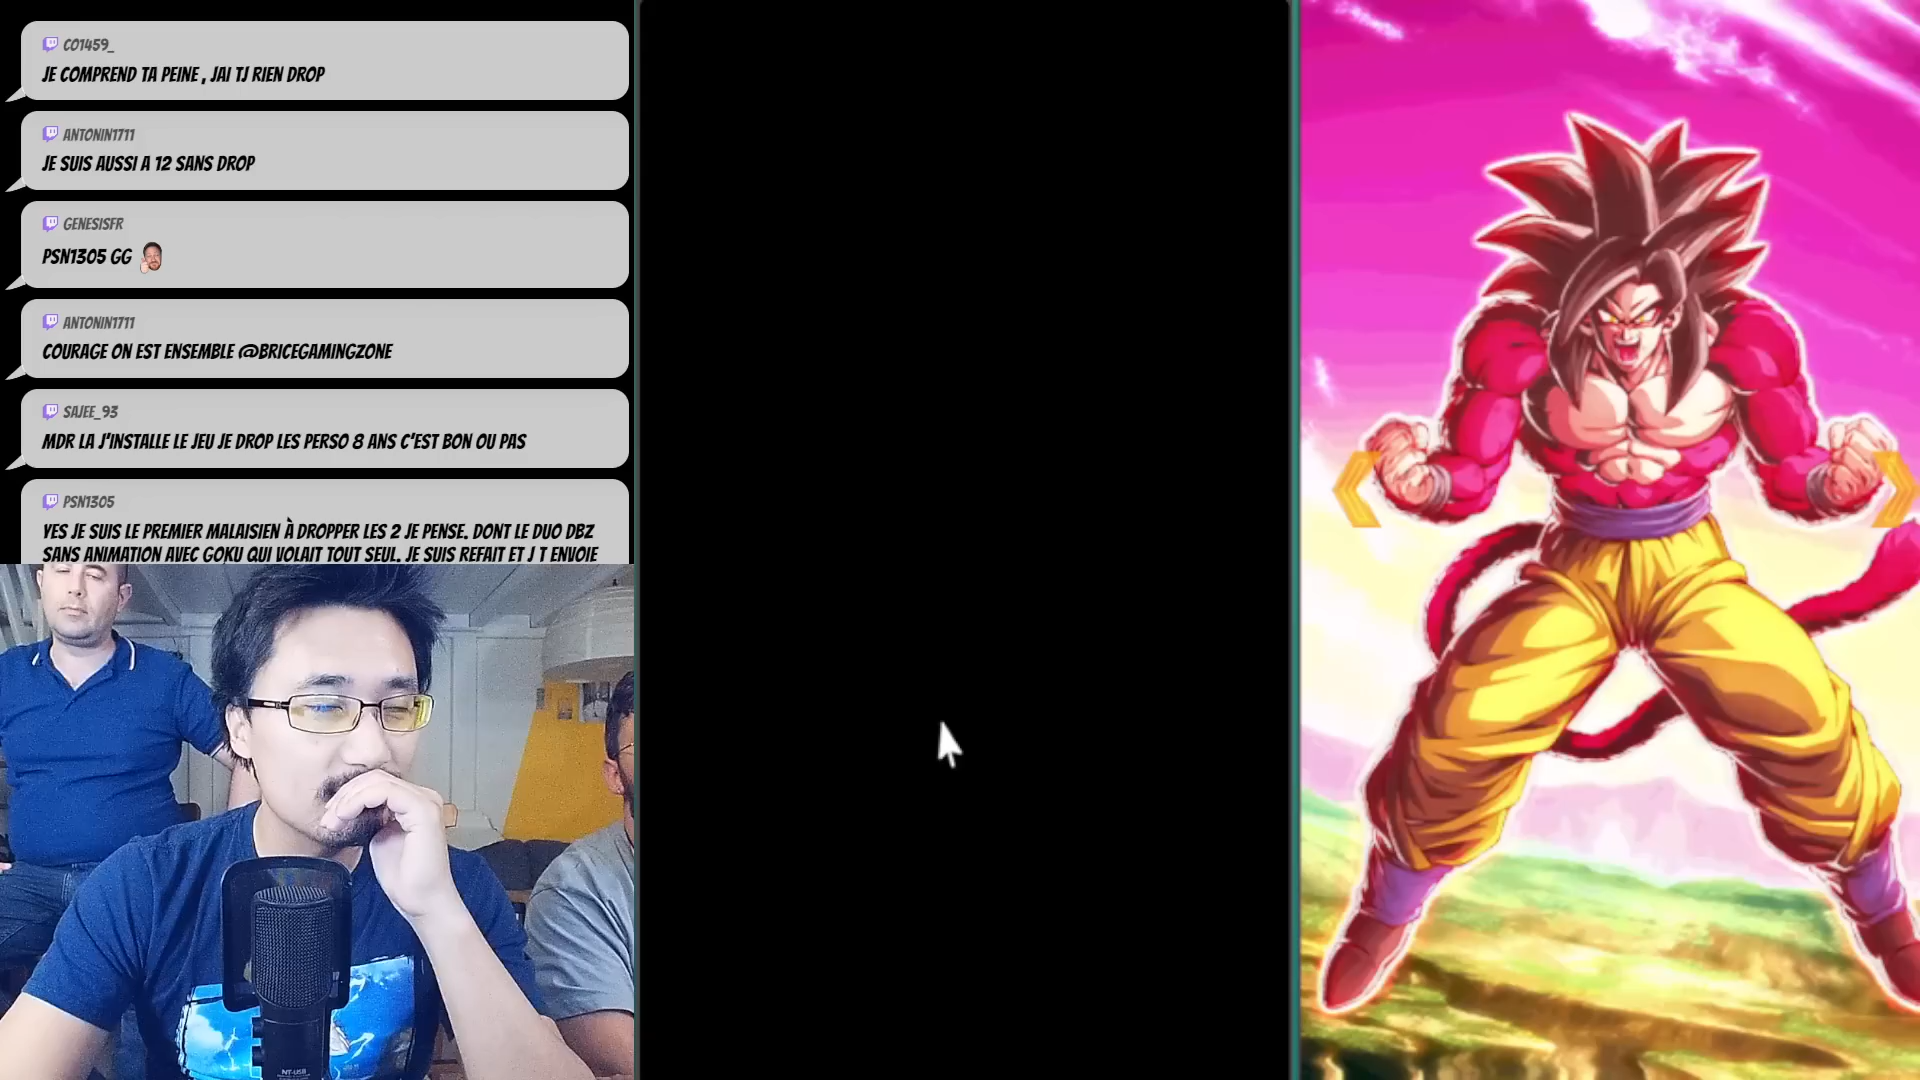 CO1459_
JE COMPREND TA PEINE , JAI TJ RIEN DROP
ANTONIN1711
JE SUIS AUSSI A 12 SANS DROP
GENESISFR
PSN1305 GG
ANTONIN1711
COURAGE ON EST ENSEMBLE @BRICEGAMINGZONE
SAJEE_93
MDR LA J'INSTALLE LE JEU JE DROP LES PERSO 8 ANS C'EST BON OU PAS
PSN1305
YES JE SUIS LE PREMIER MALAISIEN À DROPPER LES 2 JE PENSE. DONT LE DUO DBZ
SANS ANIMATION AVEC GOKU QUI VOLAIT TOUT SEUL. JE SUIS REFAIT ET J T ENVOIE
NT-USB